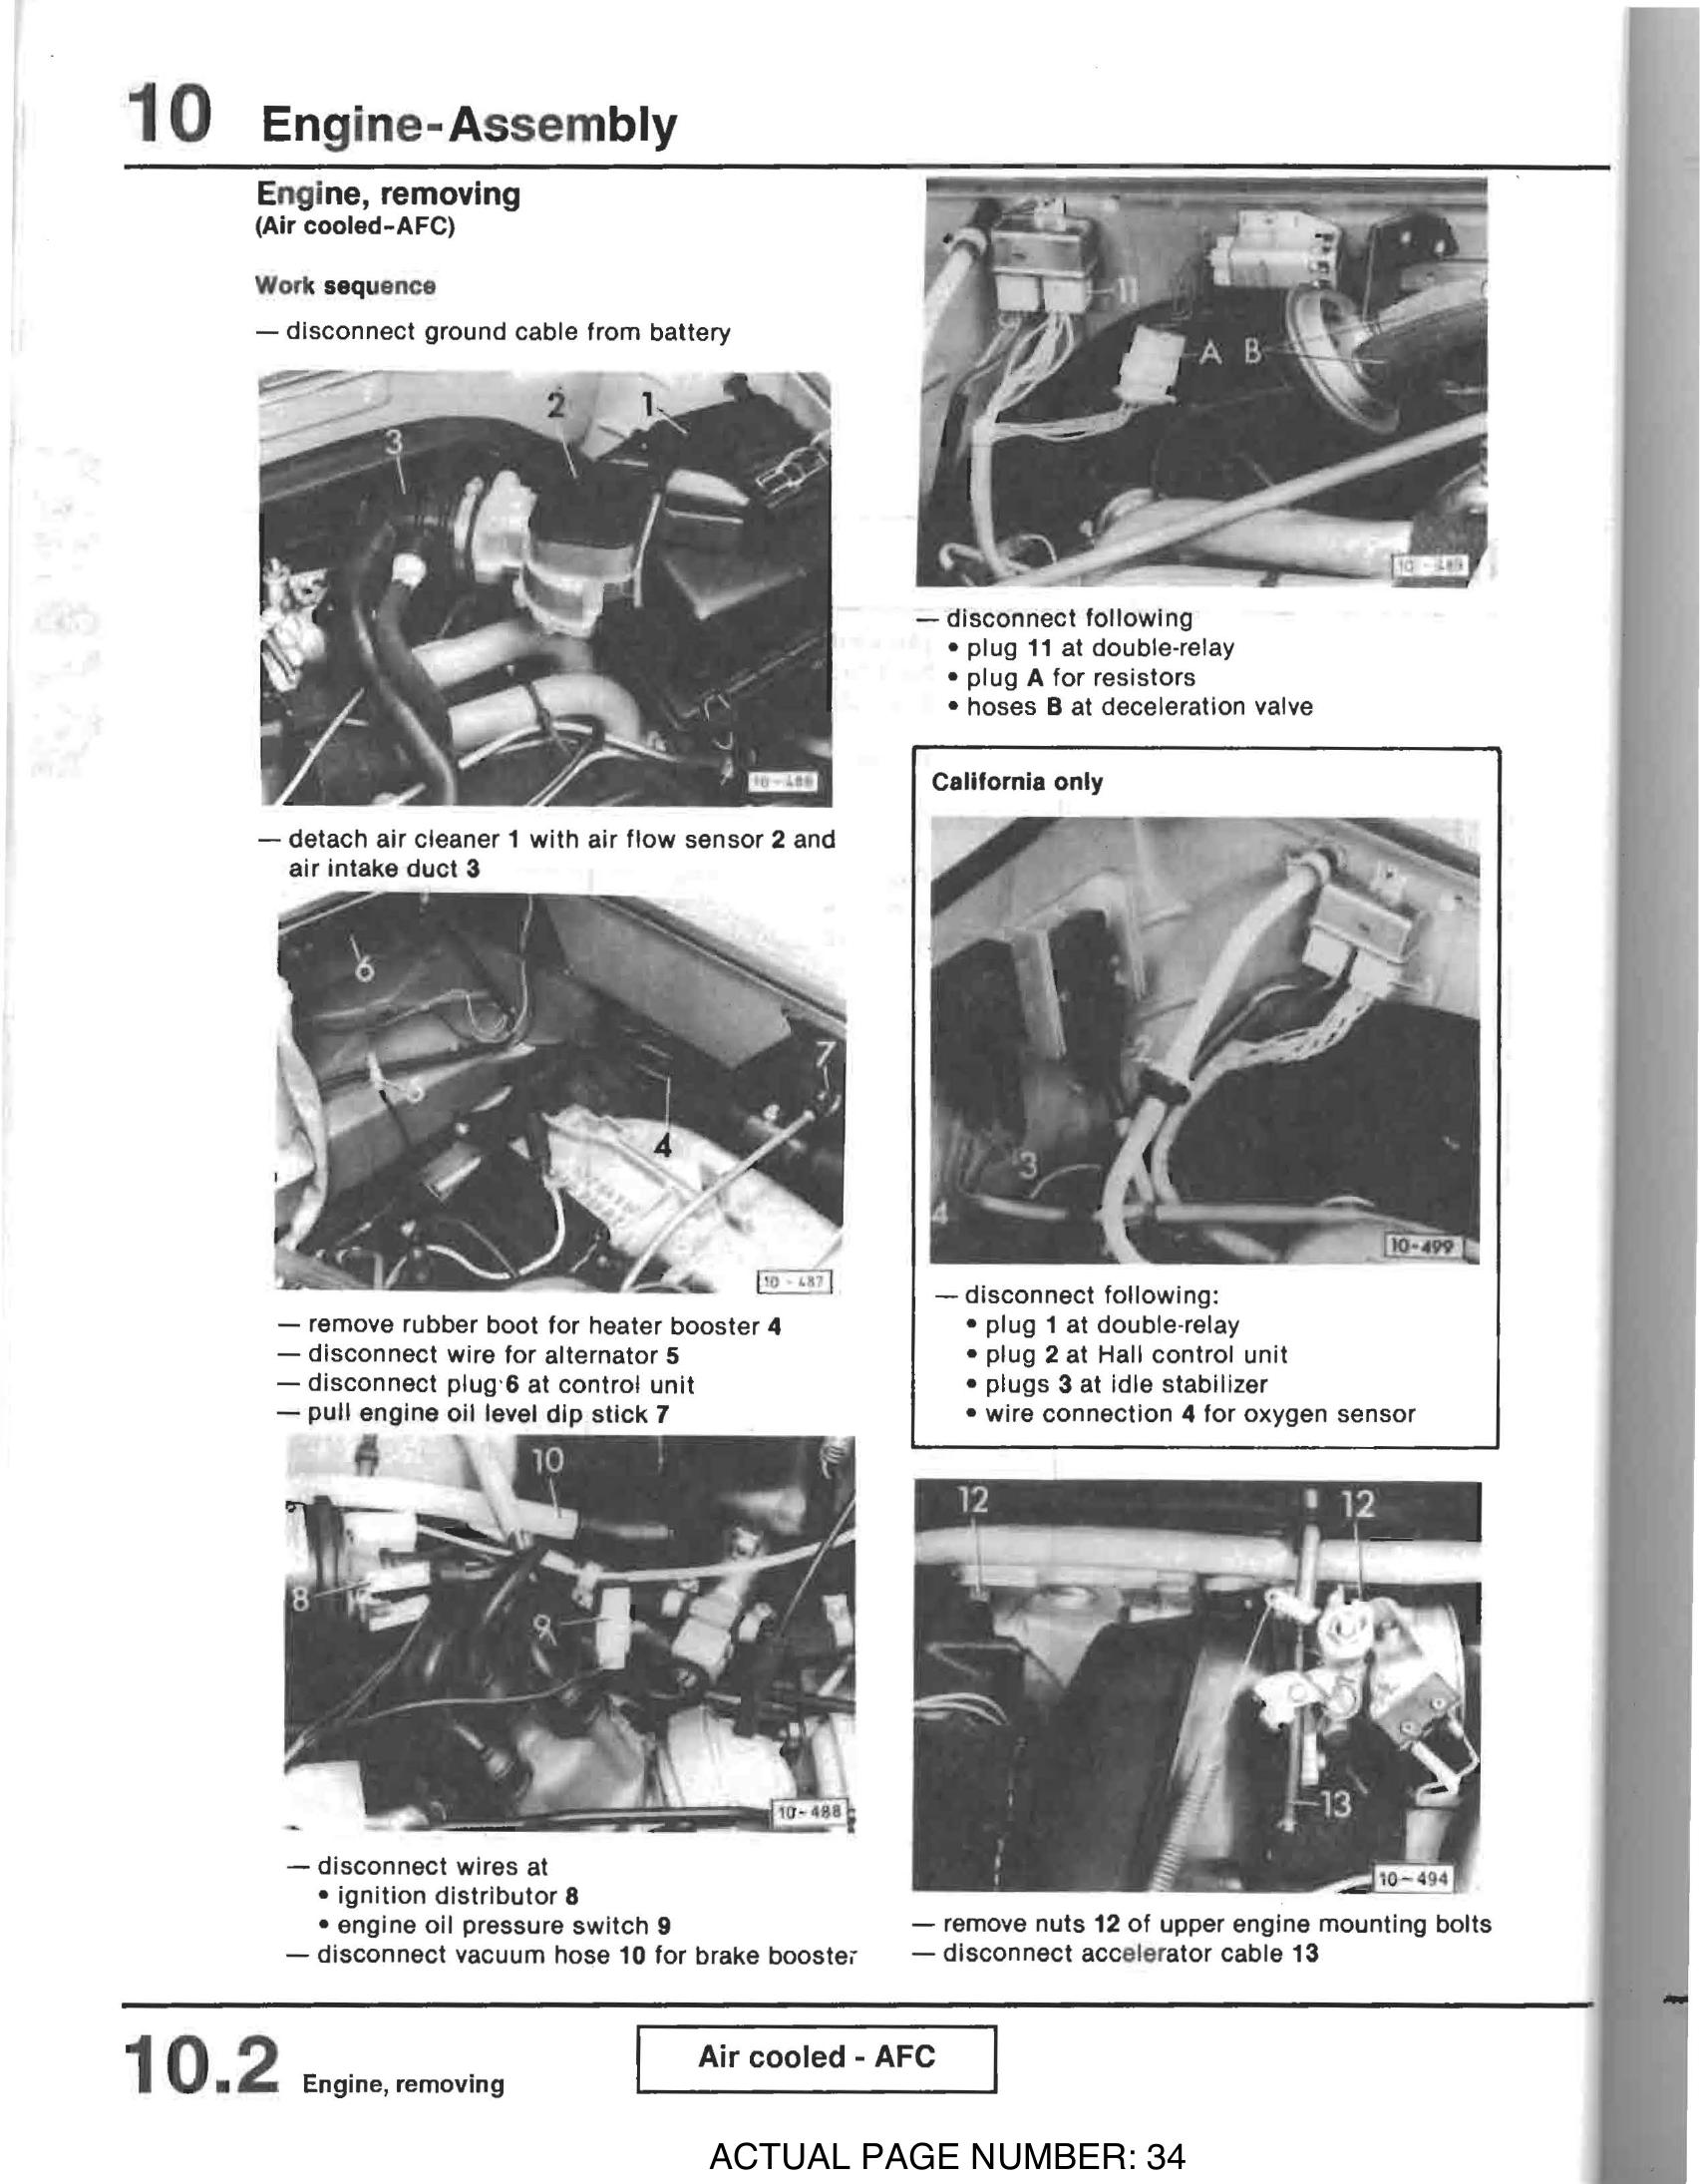 10 Engine-Assembly
Engine, removing
(Air cooled-AFC)
Work sequence
— disconnect ground cable from battery
3
2
1
— detach air cleaner 1 with air flow sensor 2 and
air intake duct 3
6
5
7
4
10 - 487
— remove rubber boot for heater booster 4
— disconnect wire for alternator 5
— disconnect plug 6 at control unit
— pull engine oil level dip stick 7
10
8
9
10-488
— disconnect wires at
• ignition distributor 8
• engine oil pressure switch 9
— disconnect vacuum hose 10 for brake booster
11
A B
— disconnect following
• plug 11 at double-relay
• plug A for resistors
• hoses B at deceleration valve
California only
1
2
3
4
10-499
— disconnect following:
• plug 1 at double-relay
• plug 2 at Hall control unit
• plugs 3 at idle stabilizer
• wire connection 4 for oxygen sensor
12
12
13
10-494
— remove nuts 12 of upper engine mounting bolts
— disconnect accelerator cable 13
10.2 Engine, removing
Air cooled - AFC
ACTUAL PAGE NUMBER: 34